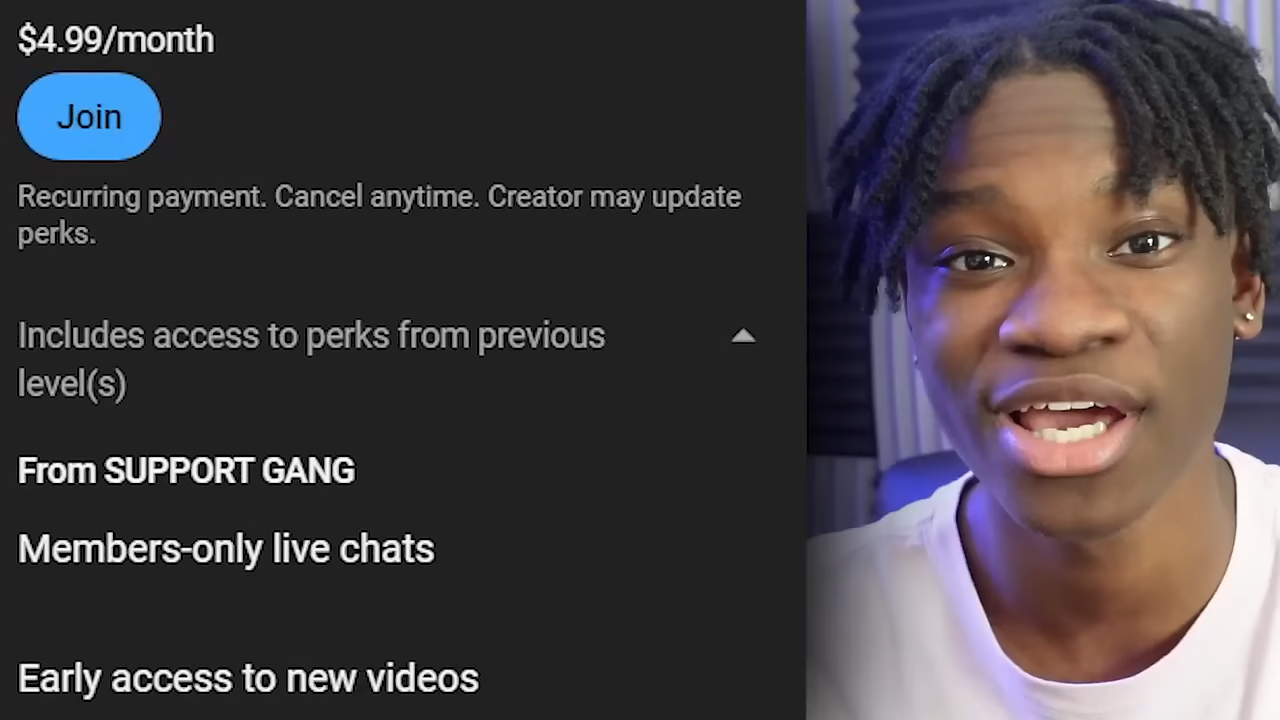 $4.99/month
Join
Recurring payment. Cancel anytime. Creator may update
perks.
Includes access to perks from previous
level(s)
From SUPPORT GANG
Members-only live chats
Early access to new videos